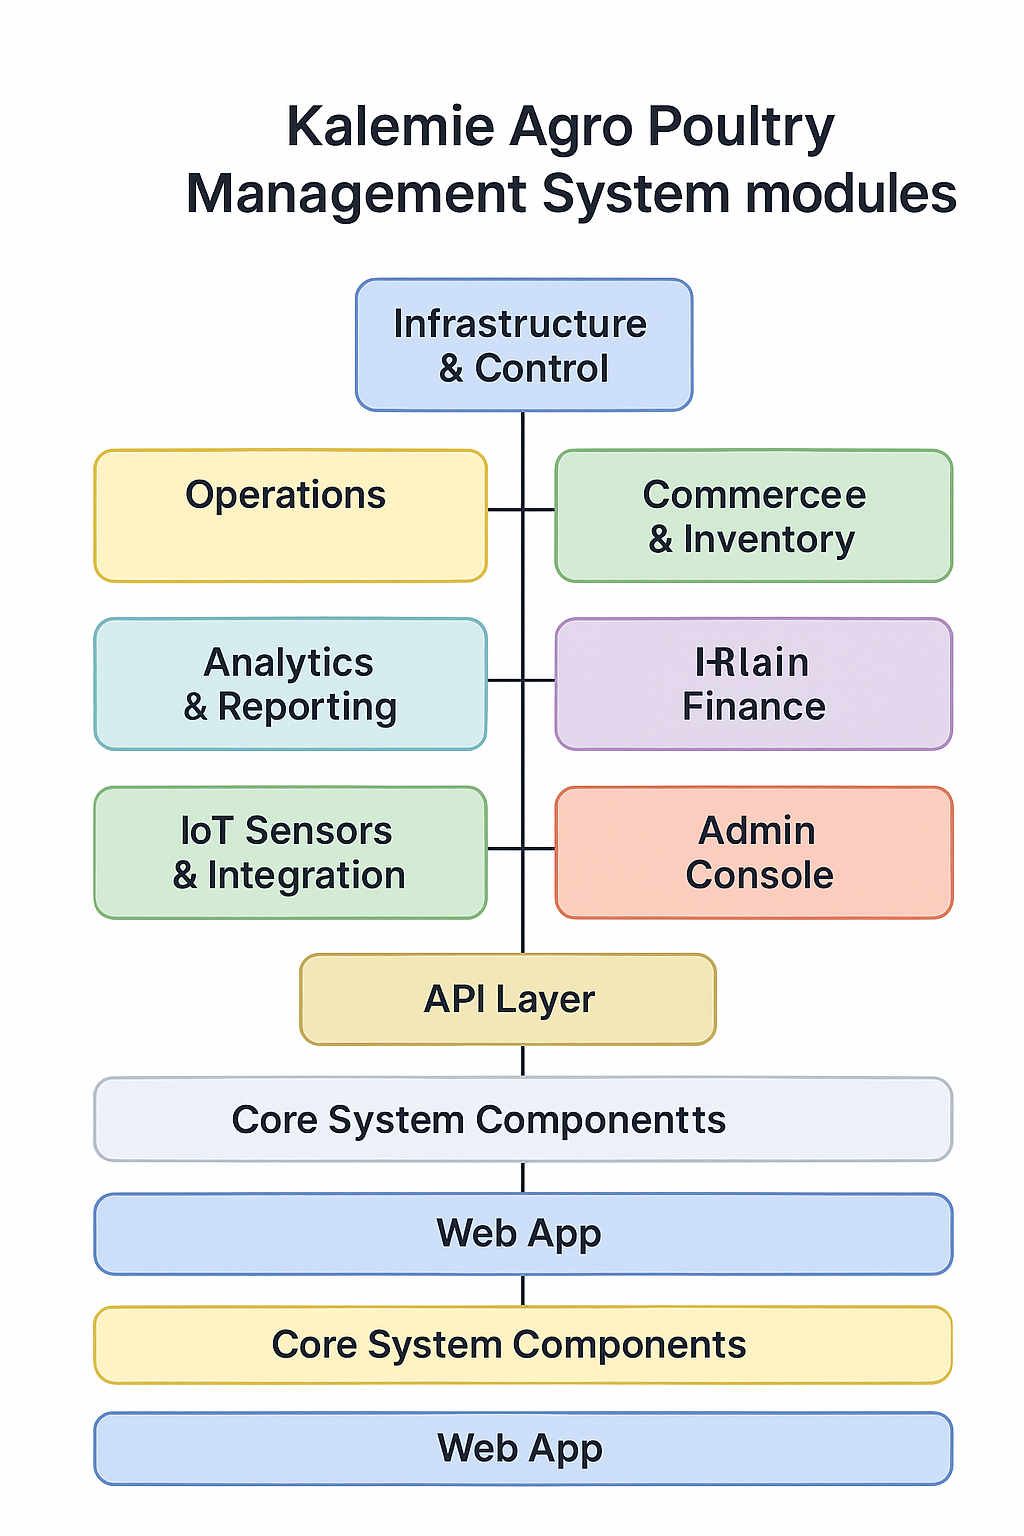 Kalemie Agro Poultry
Management System modules
Infrastructure
& Control
Operations
Commercee
& Inventory
Analytics
& Reporting
Finance
IoT Sensors
& Integration
Admin
Console
API Layer
Core System Componentts
Web App
Core System Components
Web App